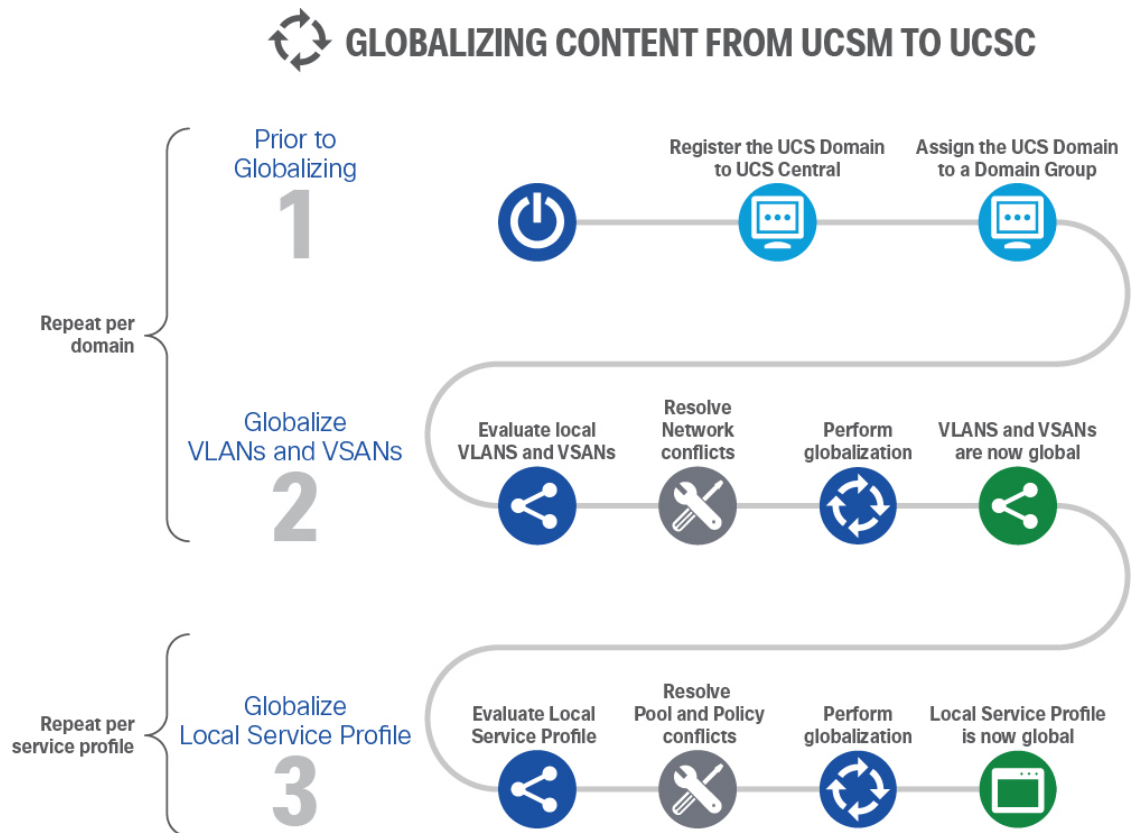 GLOBALIZING CONTENT FROM UCSM TO UCSC
Prior to
Globalizing
1
Register the UCS Domain
to UCS Central
Assign the UCS Domain
to a Domain Group
Repeat per
domain
Globalize
VLANs and VSANs
2
Evaluate local
VLANS and VSANs
Resolve
Network
conflicts
Perform
globalization
VLANS and VSANs
are now global
Repeat per
service profile
Globalize
Local Service Profile
3
Evaluate Local
Service Profile
Resolve
Pool and Policy
conflicts
Perform
globalization
Local Service Profile
is now global